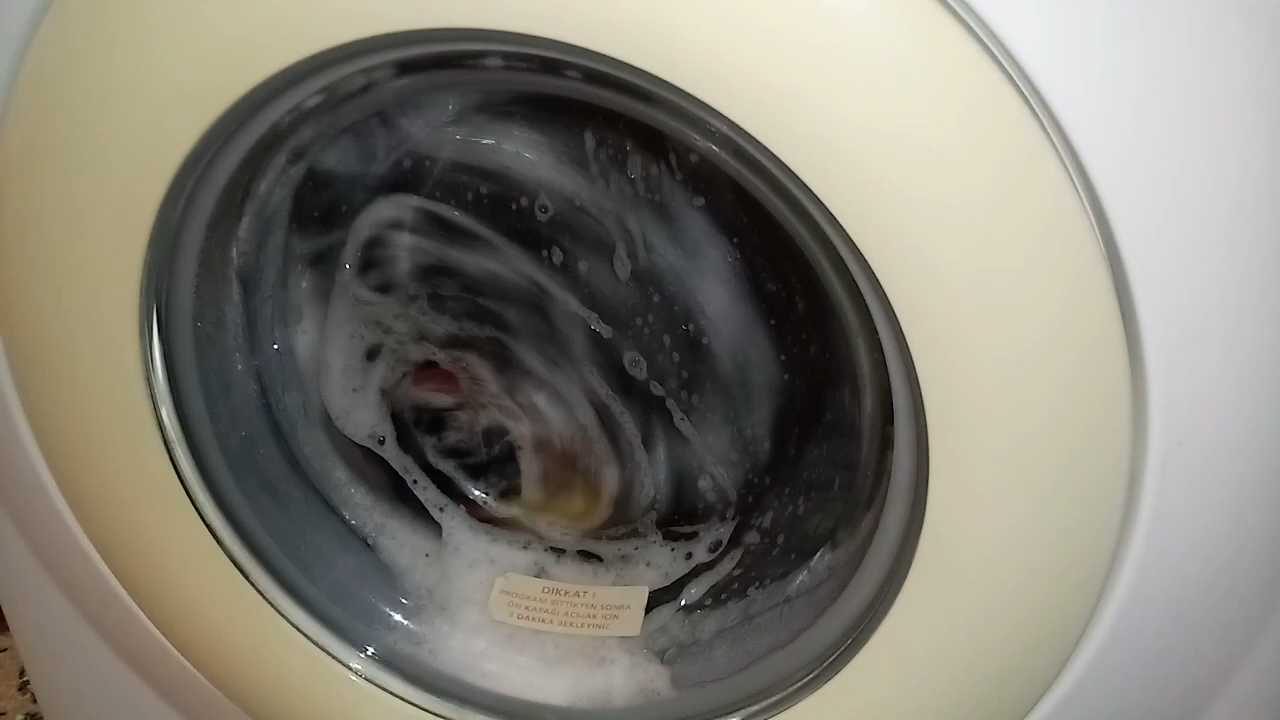 DİKKAT !
PROGRAM BİTTİKTEN SONRA
ÖN KAPAĞI AÇMAK İÇİN
2 DAKİKA BEKLEYİNİZ.